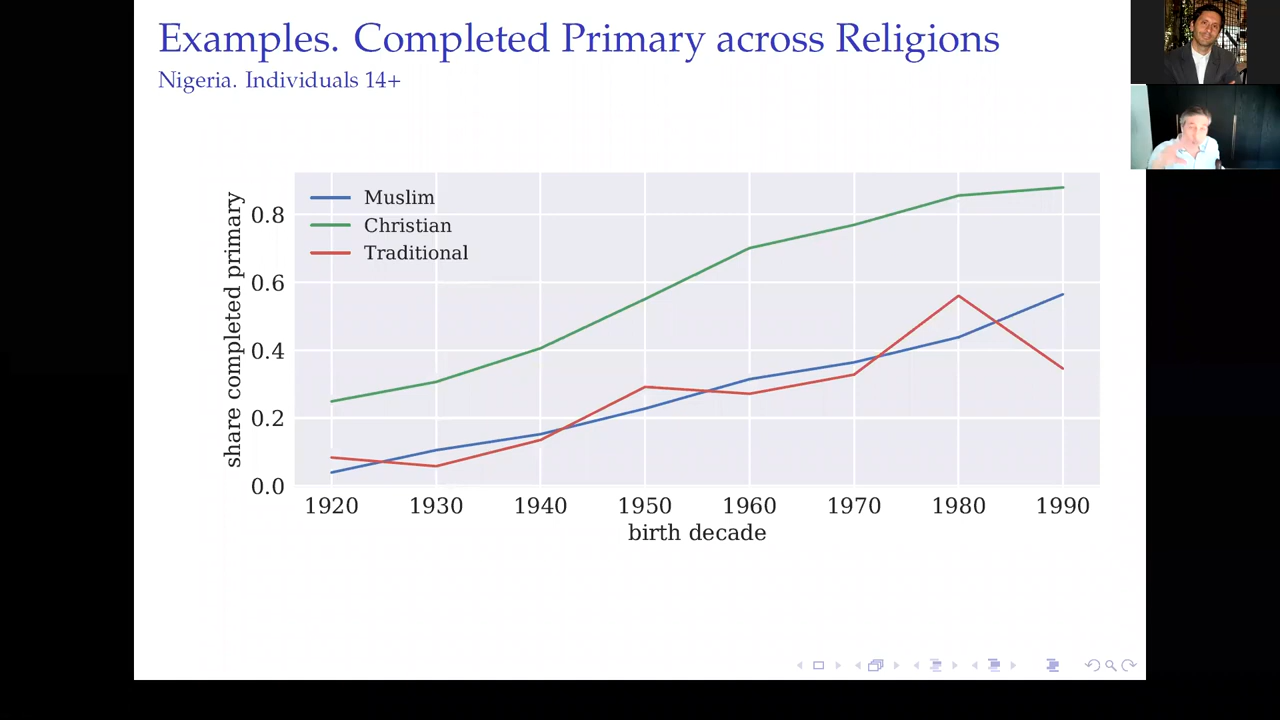 Examples. Completed Primary across Religions
Nigeria. Individuals 14+
Muslim
Christian
Traditional
share completed primary
0.8
0.6
0.4
0.2
0.0
1920 1930 1940 1950 1960 1970 1980 1990
birth decade